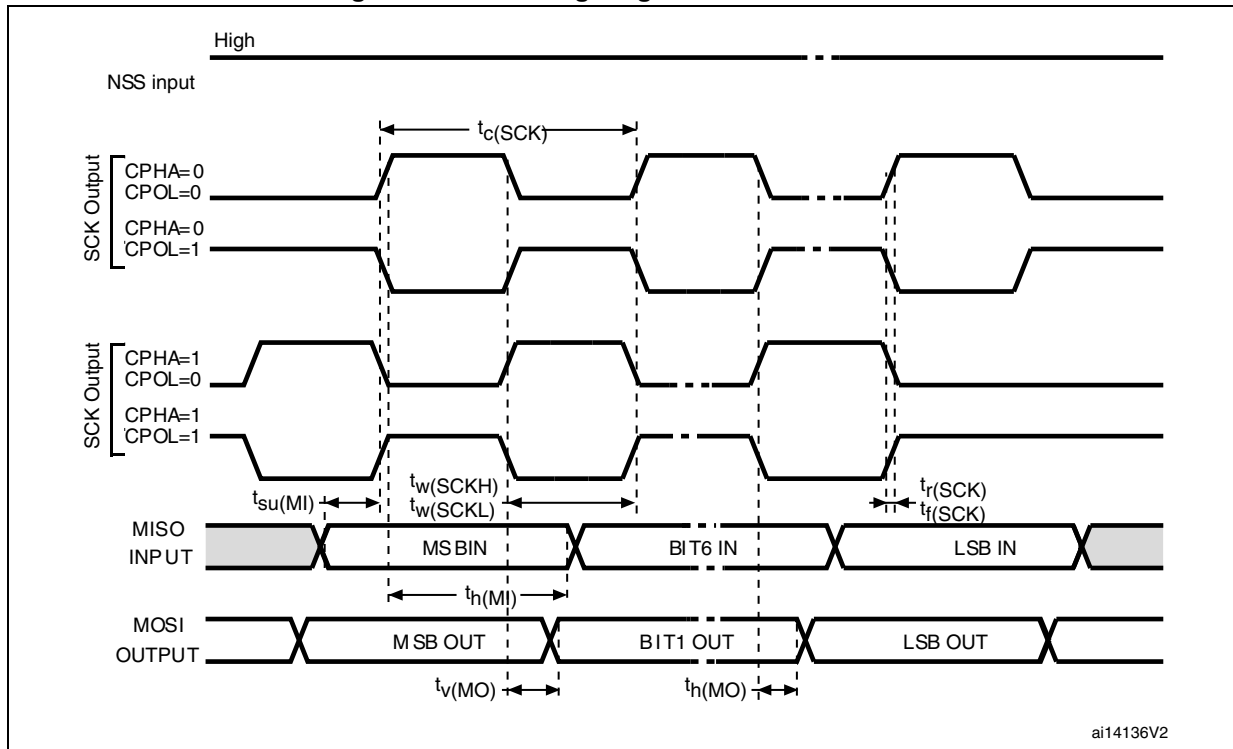 High
NSS input
tc(SCK)
SCK Output
CPHA=0
CPOL=0
CPHA=0
CPOL=1
SCK Output
CPHA=1
CPOL=0
CPHA=1
CPOL=1
tsu(MI)
tw(SCKH)
tw(SCKL)
tr(SCK)
tf(SCK)
MISO
INPUT
MSBIN
BIT6 IN
LSB IN
th(MI)
MOSI
OUTPUT
MSB OUT
BIT1 OUT
LSB OUT
tv(MO)
th(MO)
ai14136V2